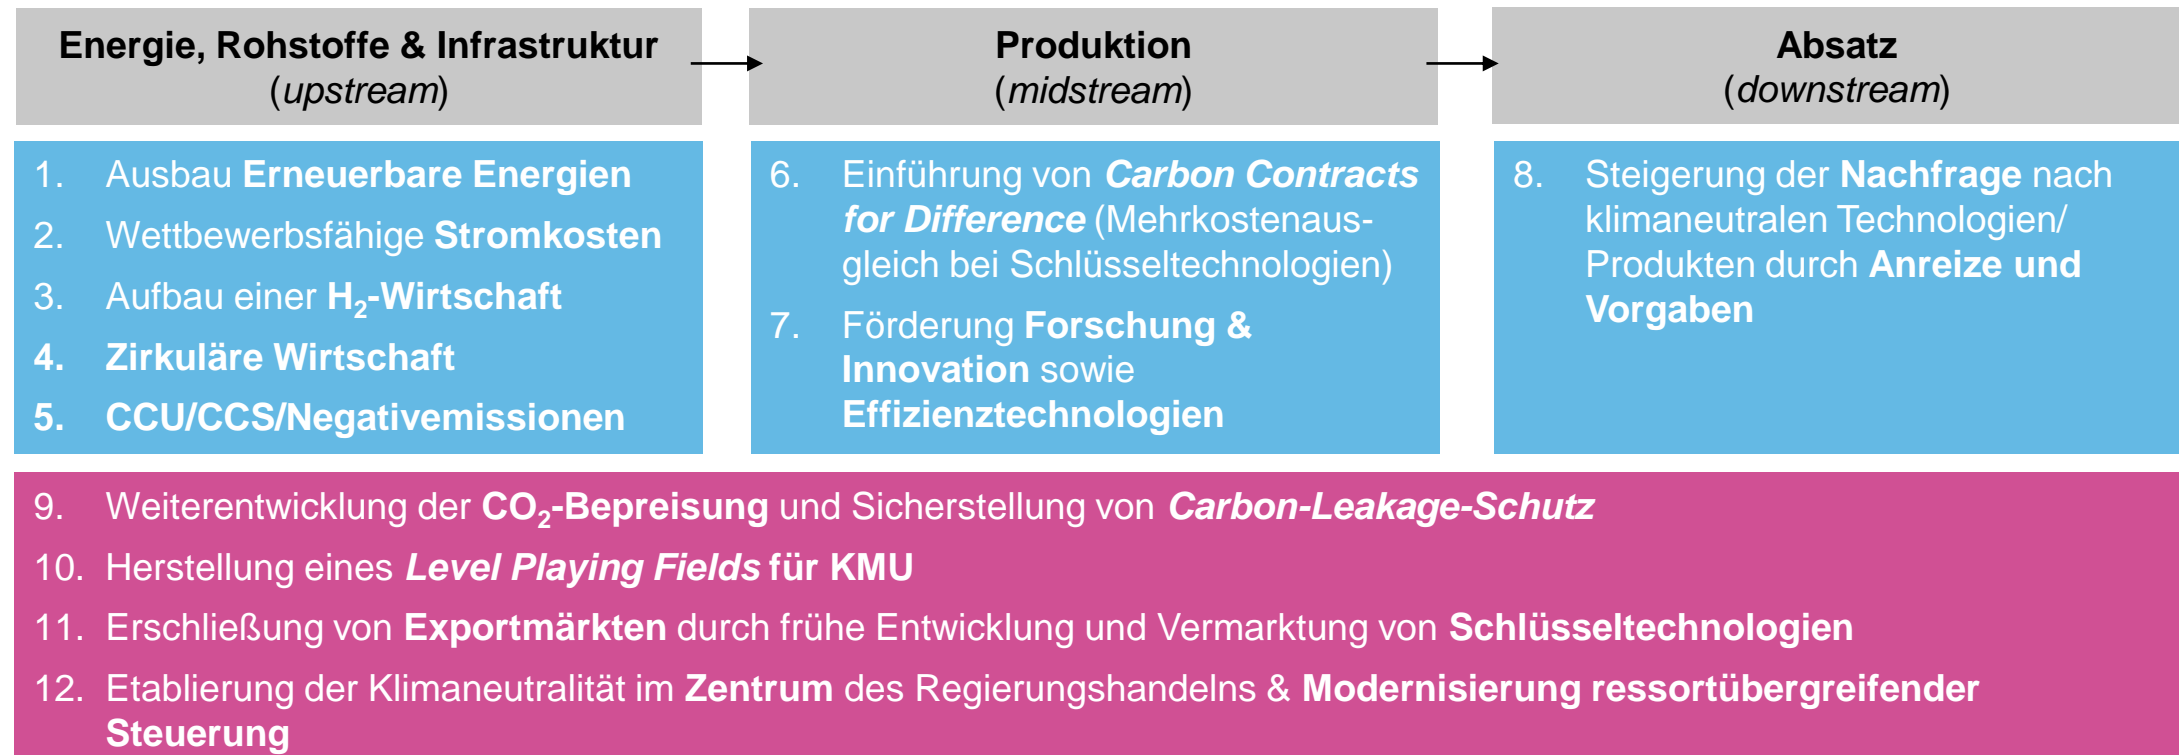 Energie, Rohstoffe & Infrastruktur
(upstream)
Produktion
(midstream)
Absatz
(downstream)
1. Ausbau Erneuerbare Energien
2. Wettbewerbsfähige Stromkosten
3. Aufbau einer H₂-Wirtschaft
4. Zirkuläre Wirtschaft
5. CCU/CCS/Negativemissionen
6. Einführung von Carbon Contracts
for Difference (Mehrkostenaus-
gleich bei Schlüsseltechnologien)
7. Förderung Forschung &
Innovation sowie
Effizienztechnologien
8. Steigerung der Nachfrage nach
klimaneutralen Technologien/
Produkten durch Anreize und
Vorgaben
9. Weiterentwicklung der CO₂-Bepreisung und Sicherstellung von Carbon-Leakage-Schutz
10. Herstellung eines Level Playing Fields für KMU
11. Erschließung von Exportmärkten durch frühe Entwicklung und Vermarktung von Schlüsseltechnologien
12. Etablierung der Klimaneutralität im Zentrum des Regierungshandelns & Modernisierung ressortübergreifender
Steuerung